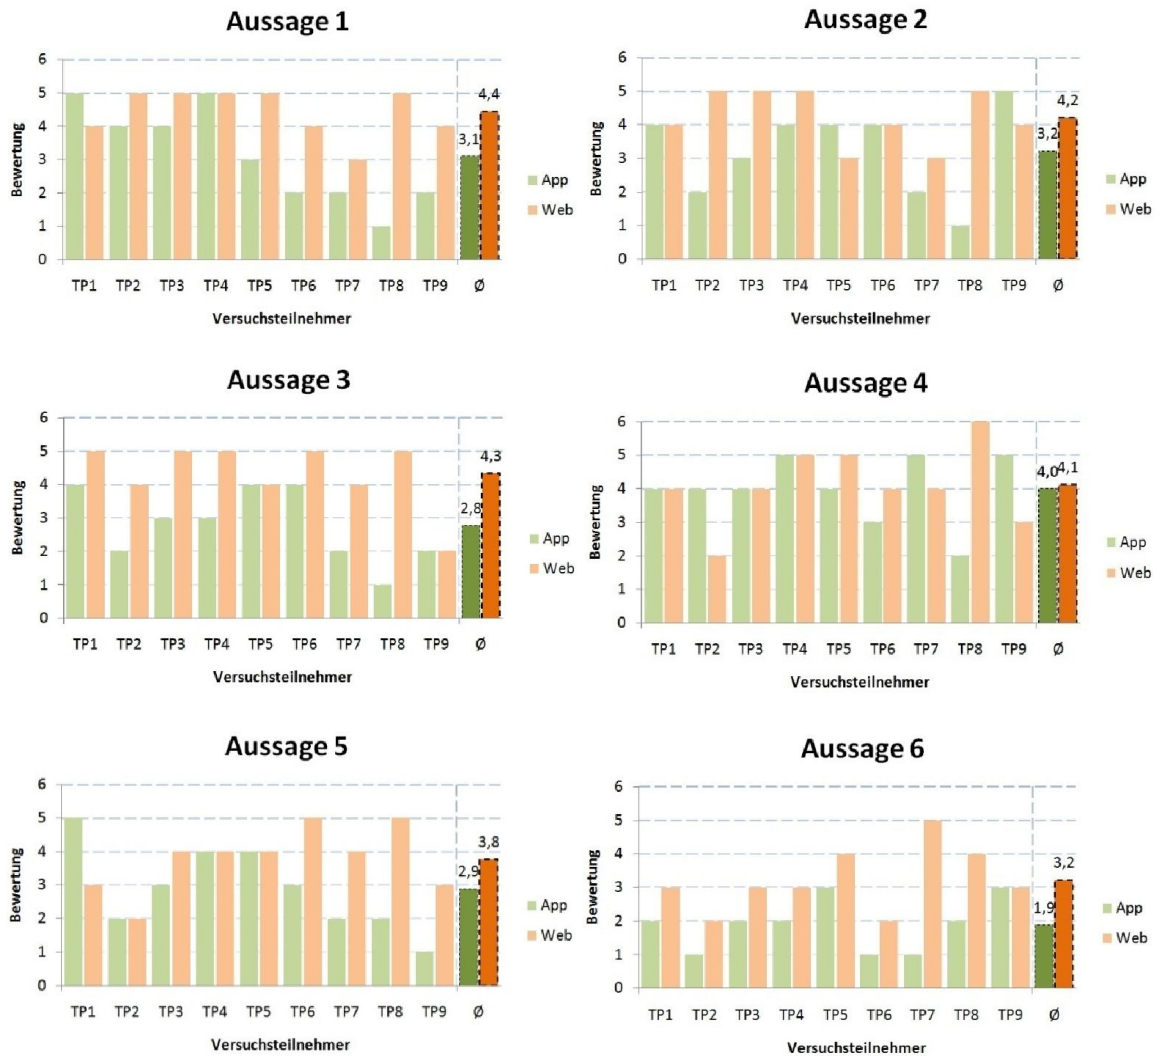 Aussage 1
Bewertung
6
5
4
3
2
1
0
3,1
4,4
TP1 TP2 TP3 TP4 TP5 TP6 TP7 TP8 TP9 Ø
Versuchsteilnehmer
App
Web
Aussage 2
Bewertung
6
5
4
3
2
1
0
3,2
4,2
TP1 TP2 TP3 TP4 TP5 TP6 TP7 TP8 TP9 Ø
Versuchsteilnehmer
App
Web
Aussage 3
Bewertung
6
5
4
3
2
1
0
2,8
4,3
TP1 TP2 TP3 TP4 TP5 TP6 TP7 TP8 TP9 Ø
Versuchsteilnehmer
App
Web
Aussage 4
Bewertung
6
5
4
3
2
1
0
4,0
4,1
TP1 TP2 TP3 TP4 TP5 TP6 TP7 TP8 TP9 Ø
Versuchsteilnehmer
App
Web
Aussage 5
Bewertung
6
5
4
3
2
1
0
2,9
3,8
TP1 TP2 TP3 TP4 TP5 TP6 TP7 TP8 TP9 Ø
Versuchsteilnehmer
App
Web
Aussage 6
Bewertung
6
5
4
3
2
1
0
1,9
3,2
TP1 TP2 TP3 TP4 TP5 TP6 TP7 TP8 TP9 Ø
Versuchsteilnehmer
App
Web